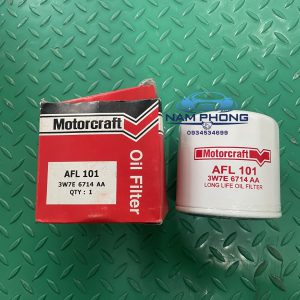 NAM PHONG
0934534699
Motorcraft
AFL 101
3W7E 6714 AA
QTY : 1
Oil Filter
Motorcraft
AFL 101
3W7E 6714 AA
LONG LIFE OIL FILTER